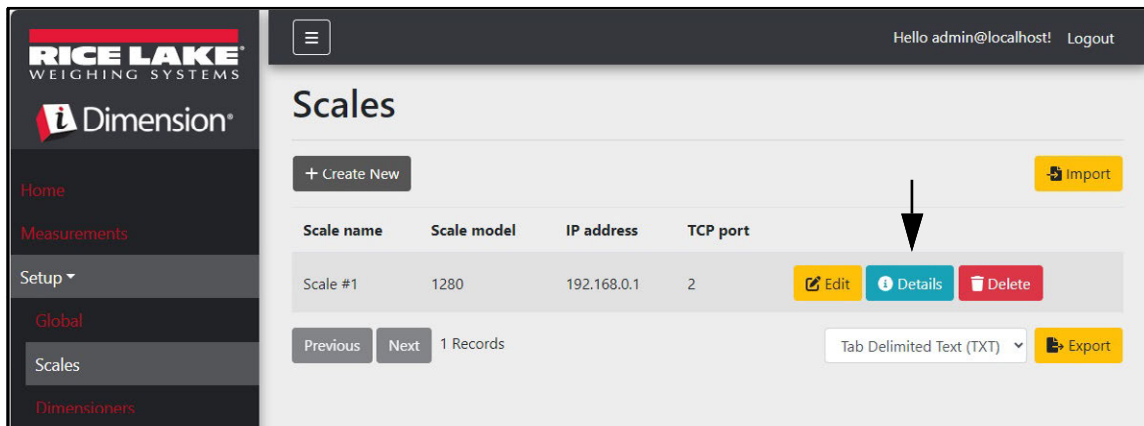 RICE LAKE®
WEIGHING SYSTEMS
i Dimension®
Home
Measurements
Setup
Global
Scales
Dimensioners
Hello admin@localhost! Logout
Scales
+ Create New
Import
Scale name Scale model IP address TCP port
Scale #1 1280 192.168.0.1 2 Edit Details Delete
Previous Next 1 Records Tab Delimited Text (TXT) Export